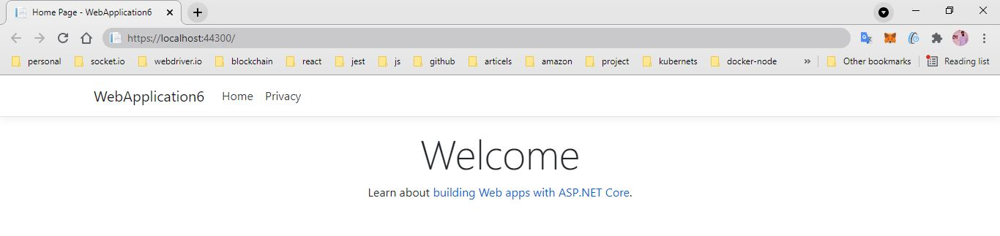 Home Page - WebApplication6
https://localhost:44300/
personal socket.io webdriver.io blockchain react jest js github articels amazon project kubernets docker-node » Other bookmarks Reading list
WebApplication6 Home Privacy
Welcome
Learn about building Web apps with ASP.NET Core.